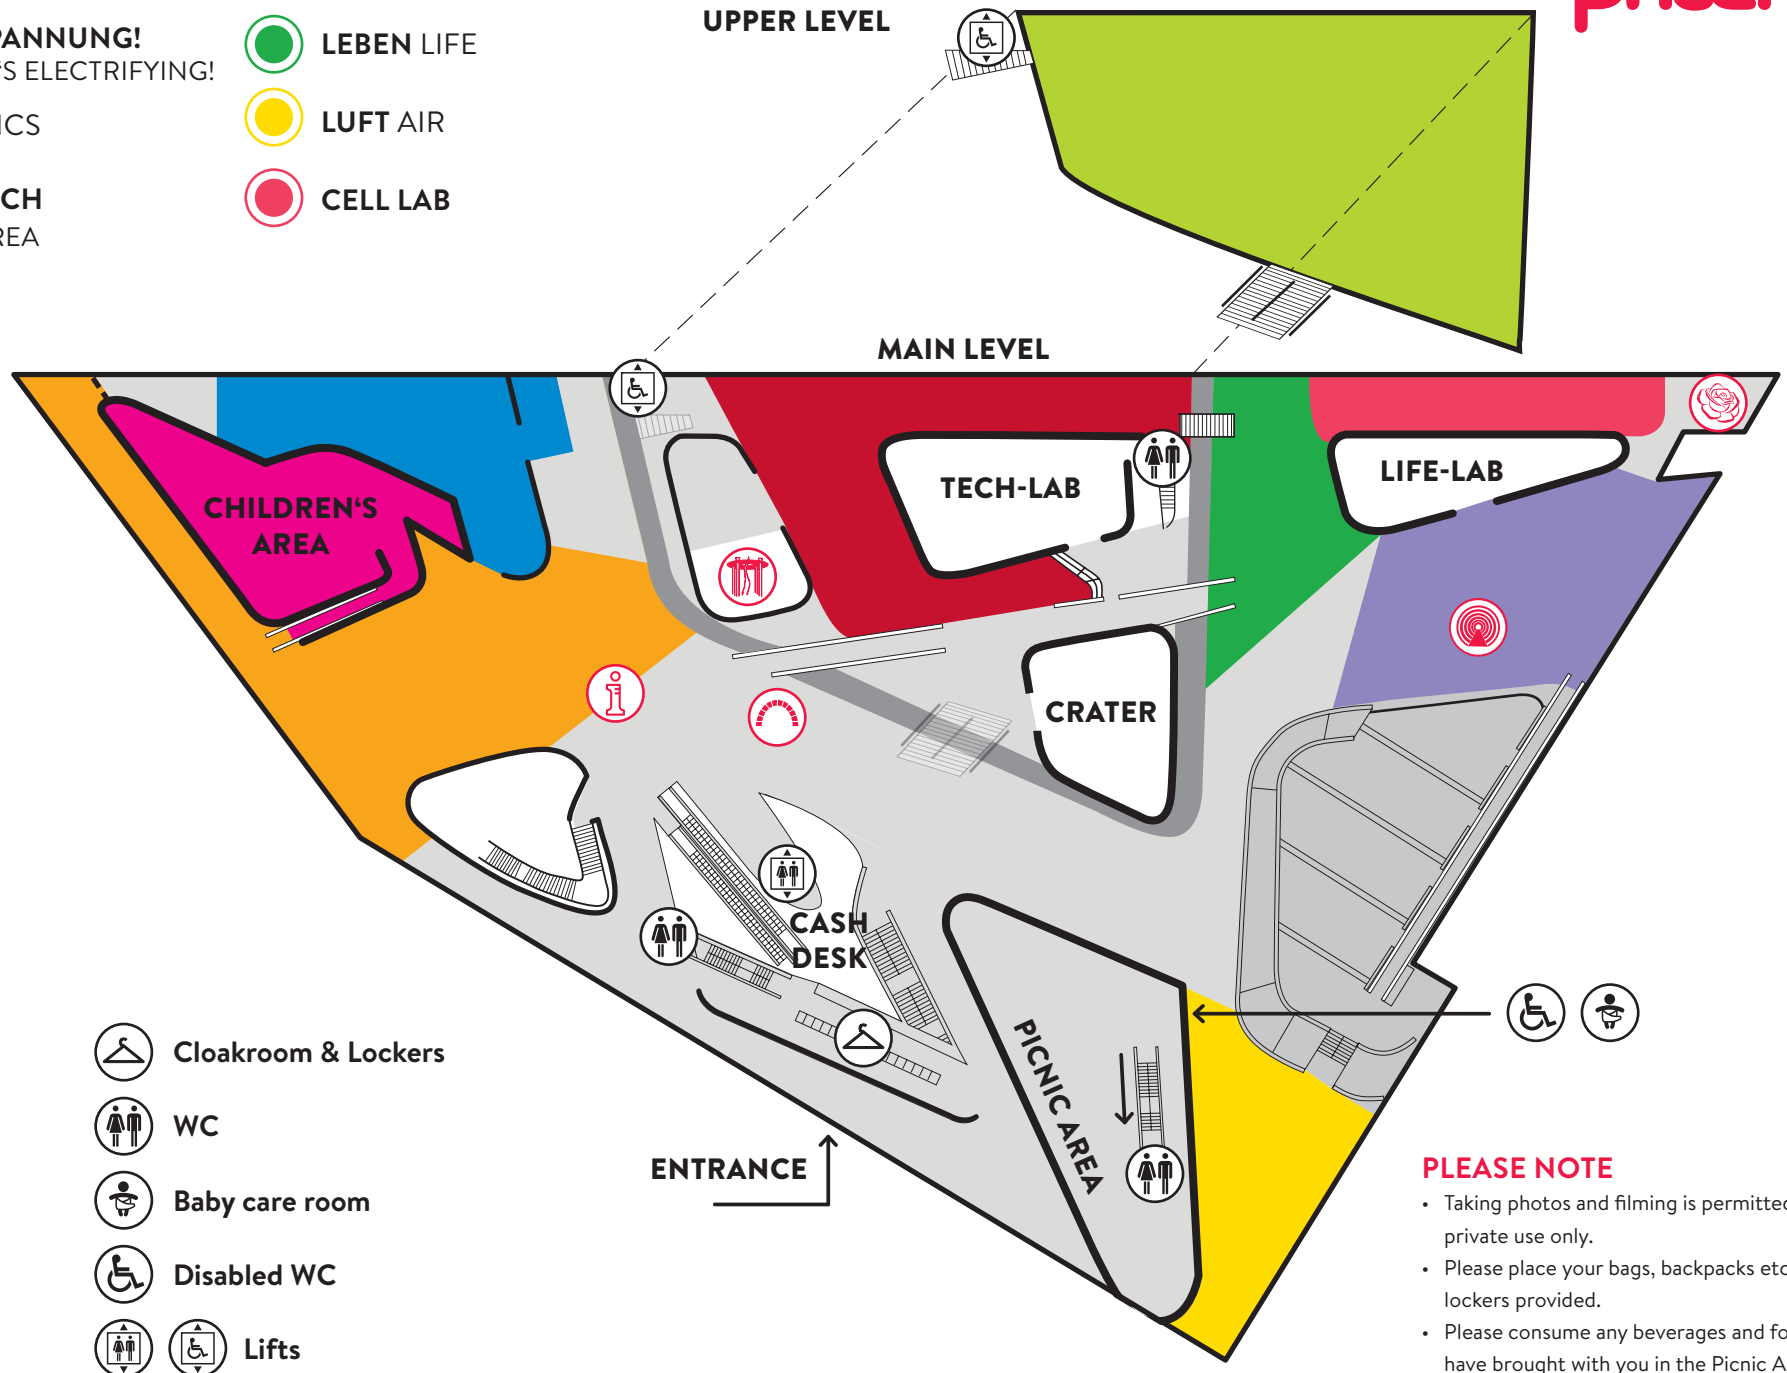 PANNUNG!
'S ELECTRIFYING!
ICS
CH
REA
LEBEN LIFE
LUFT AIR
CELL LAB
UPPER LEVEL
MAIN LEVEL
CHILDREN'S
AREA
TECH-LAB
LIFE-LAB
CRATER
CASH
DESK
PICNIC AREA
ENTRANCE
Cloakroom & Lockers
WC
Baby care room
Disabled WC
Lifts
PLEASE NOTE
• Taking photos and filming is permitted
private use only.
• Please place your bags, backpacks etc
lockers provided.
• Please consume any beverages and fo
have brought with you in the Picnic A